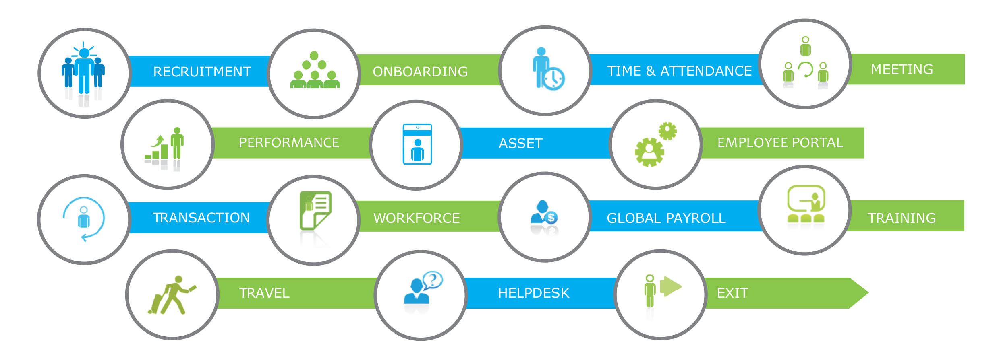 RECRUITMENT
ONBOARDING
TIME & ATTENDANCE
MEETING
PERFORMANCE
ASSET
EMPLOYEE PORTAL
TRANSACTION
WORKFORCE
GLOBAL PAYROLL
TRAINING
TRAVEL
HELPDESK
EXIT
$
?